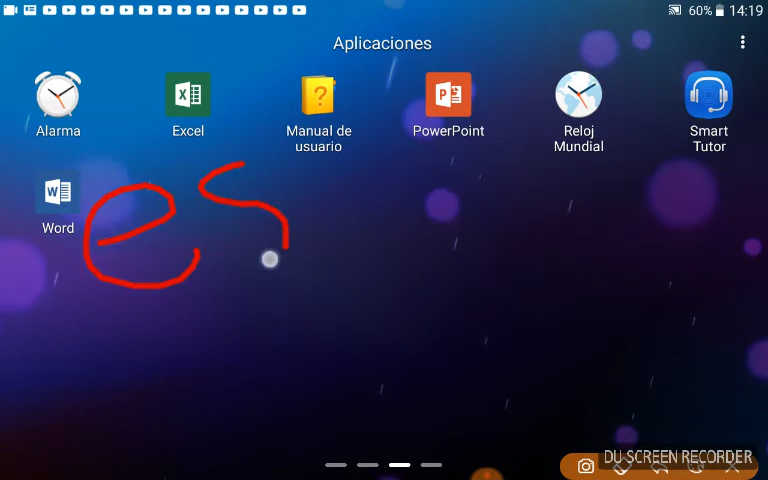 60% 14:19
Aplicaciones
Alarma
Excel
Manual de
usuario
PowerPoint
Reloj
Mundial
Smart
Tutor
Word
es
DU SCREEN RECORDER